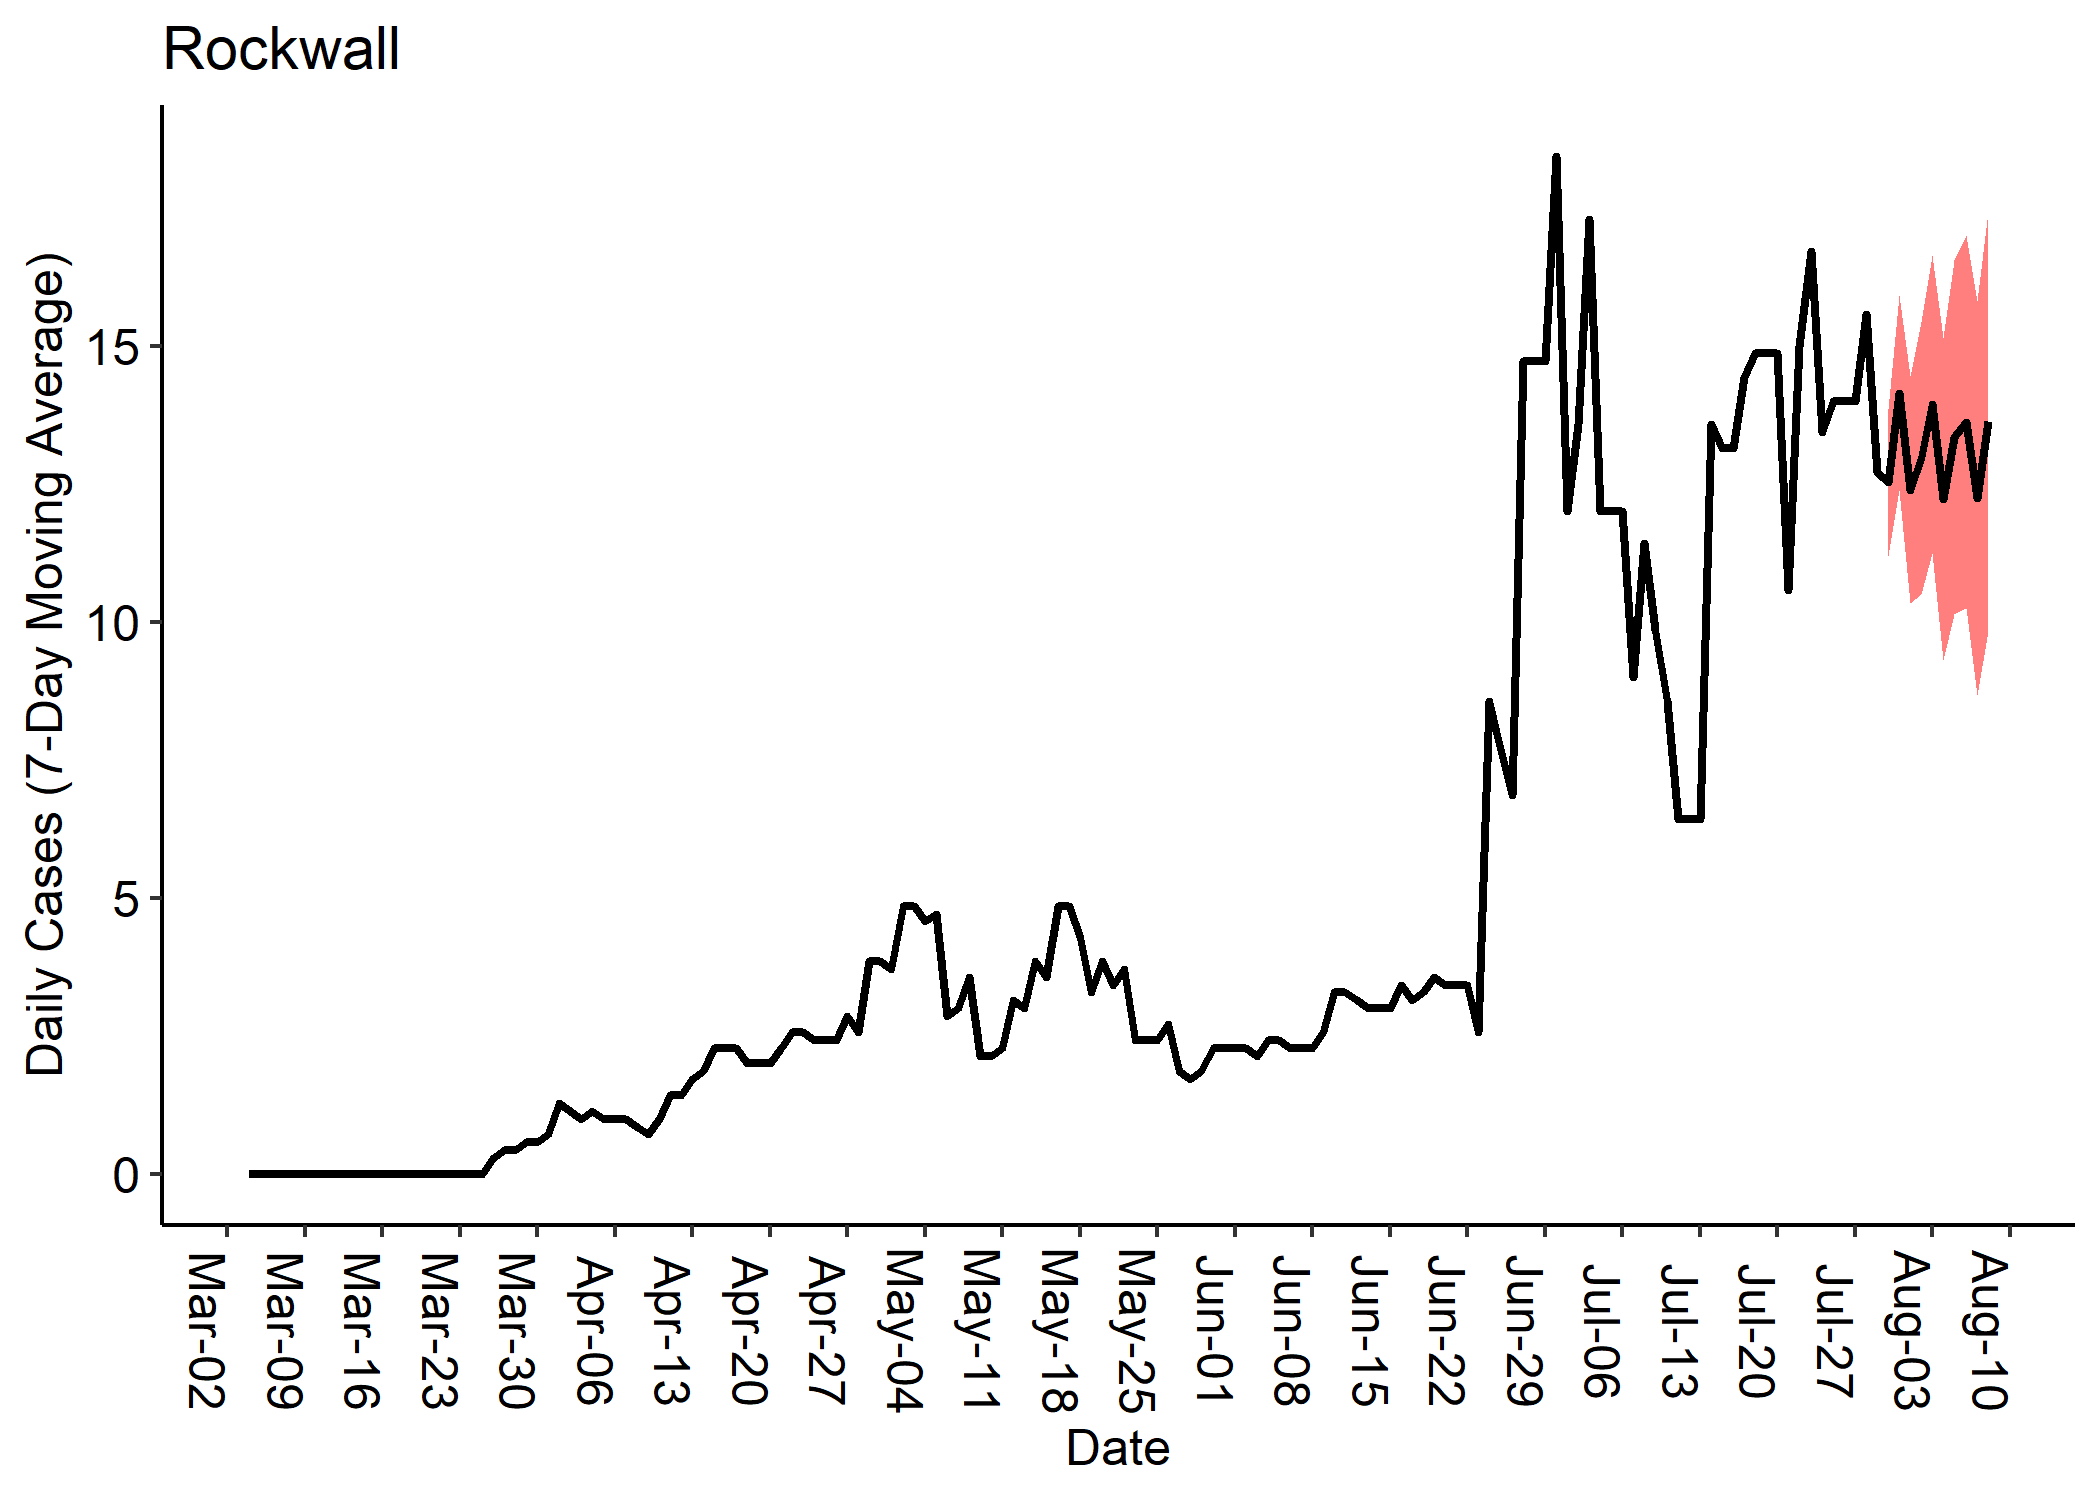 Rockwall
Daily Cases (7-Day Moving Average)
15
10
5
0
Mar-02
Mar-09
Mar-16
Mar-23
Mar-30
Apr-06
Apr-13
Apr-20
Apr-27
May-04
May-11
May-18
May-25
Jun-01
Jun-08
Jun-15
Jun-22
Jun-29
Jul-06
Jul-13
Jul-20
Jul-27
Aug-03
Aug-10
Date